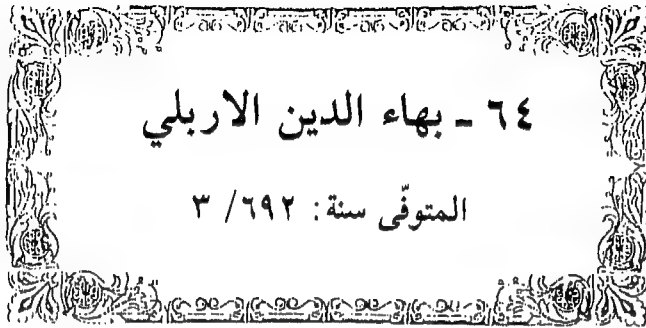 ٦٤ ـ بهاء الدين الاربلي
المتوفّى سنة: ٦٩٢/ ٣